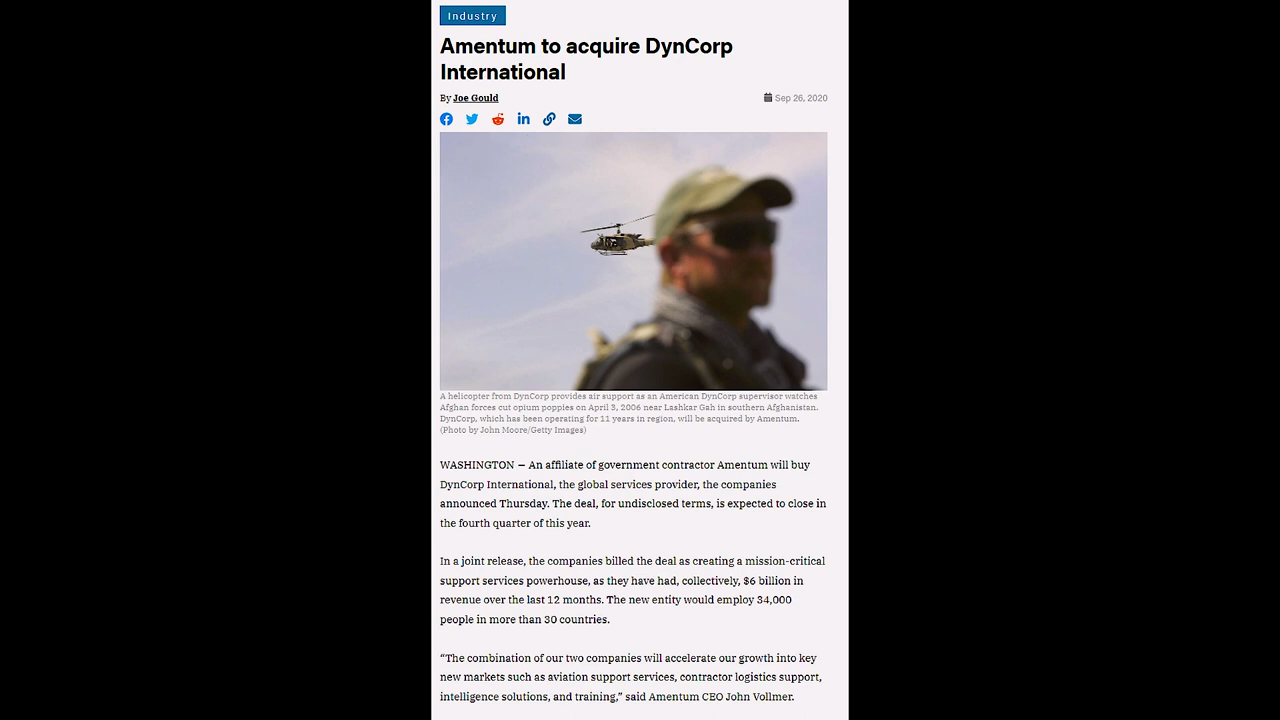 Industry
Amentum to acquire DynCorp
International
By Joe Gould
Sep 26, 2020
A helicopter from DynCorp provides air support as an American DynCorp supervisor watches
Afghan forces cut opium poppies on April 3, 2006 near Lashkar Gah in southern Afghanistan.
DynCorp, which has been operating for 11 years in region, will be acquired by Amentum.
(Photo by John Moore/Getty Images)
WASHINGTON — An affiliate of government contractor Amentum will buy
DynCorp International, the global services provider, the companies
announced Thursday. The deal, for undisclosed terms, is expected to close in
the fourth quarter of this year.
In a joint release, the companies billed the deal as creating a mission-critical
support services powerhouse, as they have had, collectively, $6 billion in
revenue over the last 12 months. The new entity would employ 34,000
people in more than 30 countries.
“The combination of our two companies will accelerate our growth into key
new markets such as aviation support services, contractor logistics support,
intelligence solutions, and training,” said Amentum CEO John Vollmer.